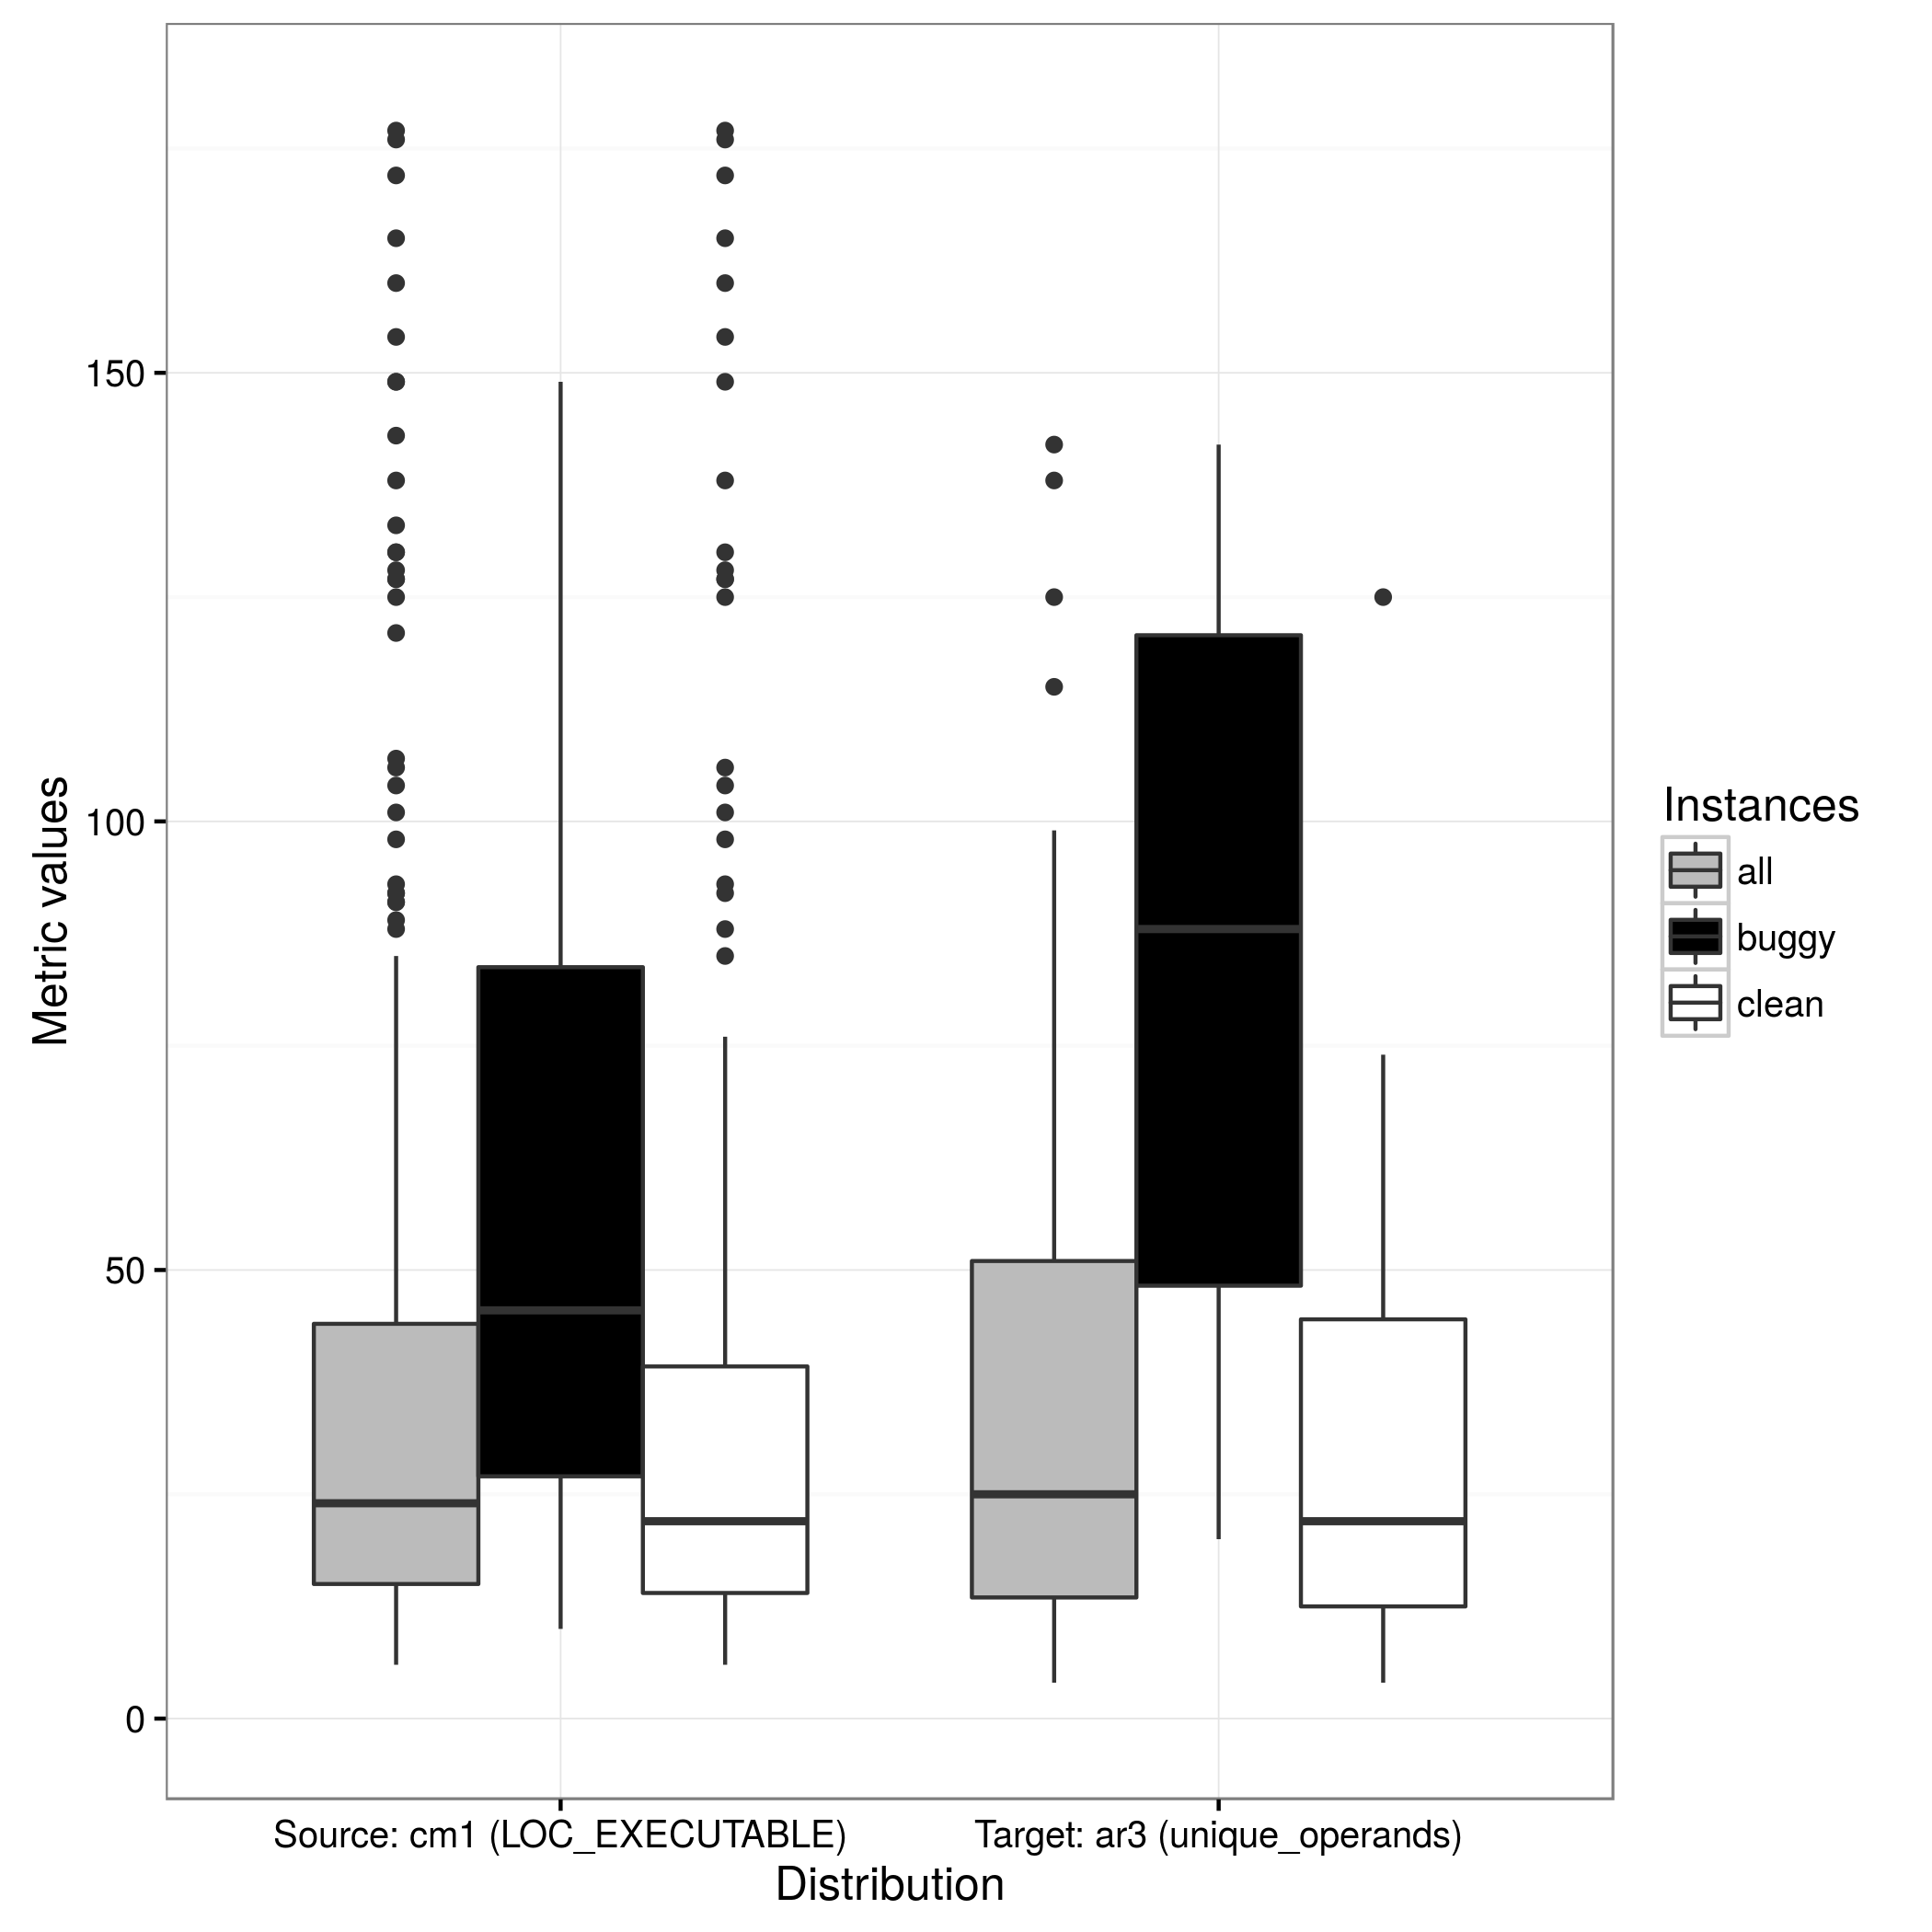 150
100
50
0
Metric values
Source: cm1 (LOC_EXECUTABLE)
Target: ar3 (unique_operands)
Distribution
Instances
all
buggy
clean